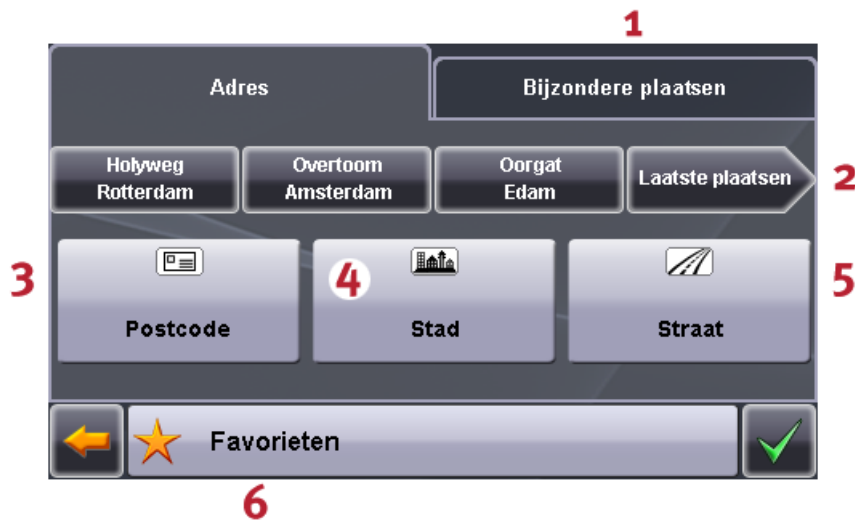 1
Adres
Bijzondere plaatsen
Holyweg
Rotterdam
Overtoom
Amsterdam
Oorgat
Edam
Laatste plaatsen
2
3
Postcode
4
Stad
Straat
5
Favorieten
6